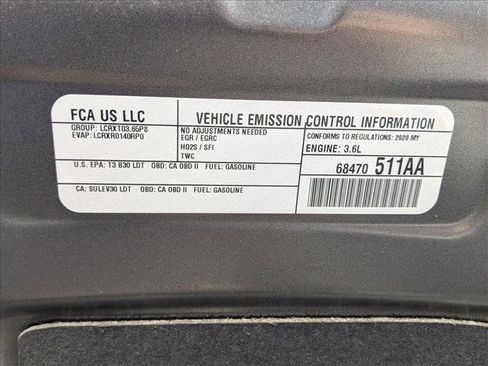 FCA US LLC
VEHICLE EMISSION CONTROL INFORMATION
GROUP: LCRXT03.65P8
EVAP: LCRXR0140RP0
NO ADJUSTMENTS NEEDED
EGR / EGRC
HO2S / SFI
TWC
CONFORMS TO REGULATIONS: 2020 MY
ENGINE: 3.6L
U.S. EPA: T3 B30 LDT OBD: CA OBD II FUEL: GASOLINE
68470 511AA
CA: SULEV30 LDT OBD: CA OBD II FUEL: GASOLINE